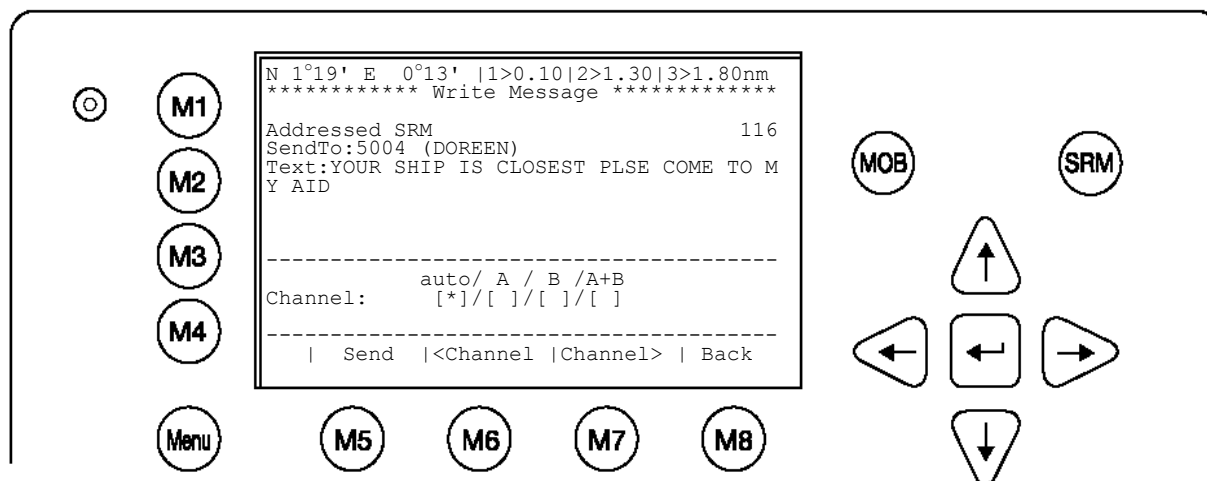 N 1°19' E 0°13' |1>0.10|2>1.30|3>1.80nm
************ Write Message *************
Addressed SRM 116
SendTo:5004 (DOREEN)
Text:YOUR SHIP IS CLOSEST PLSE COME TO M
Y AID
----------------------------------------
auto/ A / B /A+B
Channel: [*]/[ ]/[ ]/[ ]
----------------------------------------
| Send |<Channel |Channel> | Back
M1
M2
M3
M4
Menu
M5
M6
M7
M8
MOB
SRM